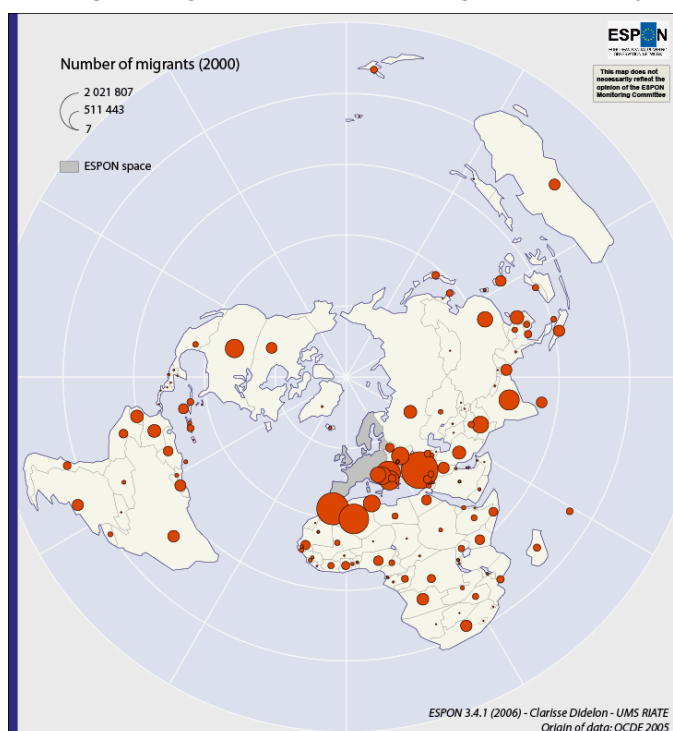 ESPON
Number of migrants (2000)
This map does not
necessarily reflect the
opinion of the ESPON
Monitoring Committee
2 021 807
511 443
7
ESPON space
ESPON 3.4.1 (2006) - Clarisse Didelon - UMS RIATE
Origin of data: OCDE 2005